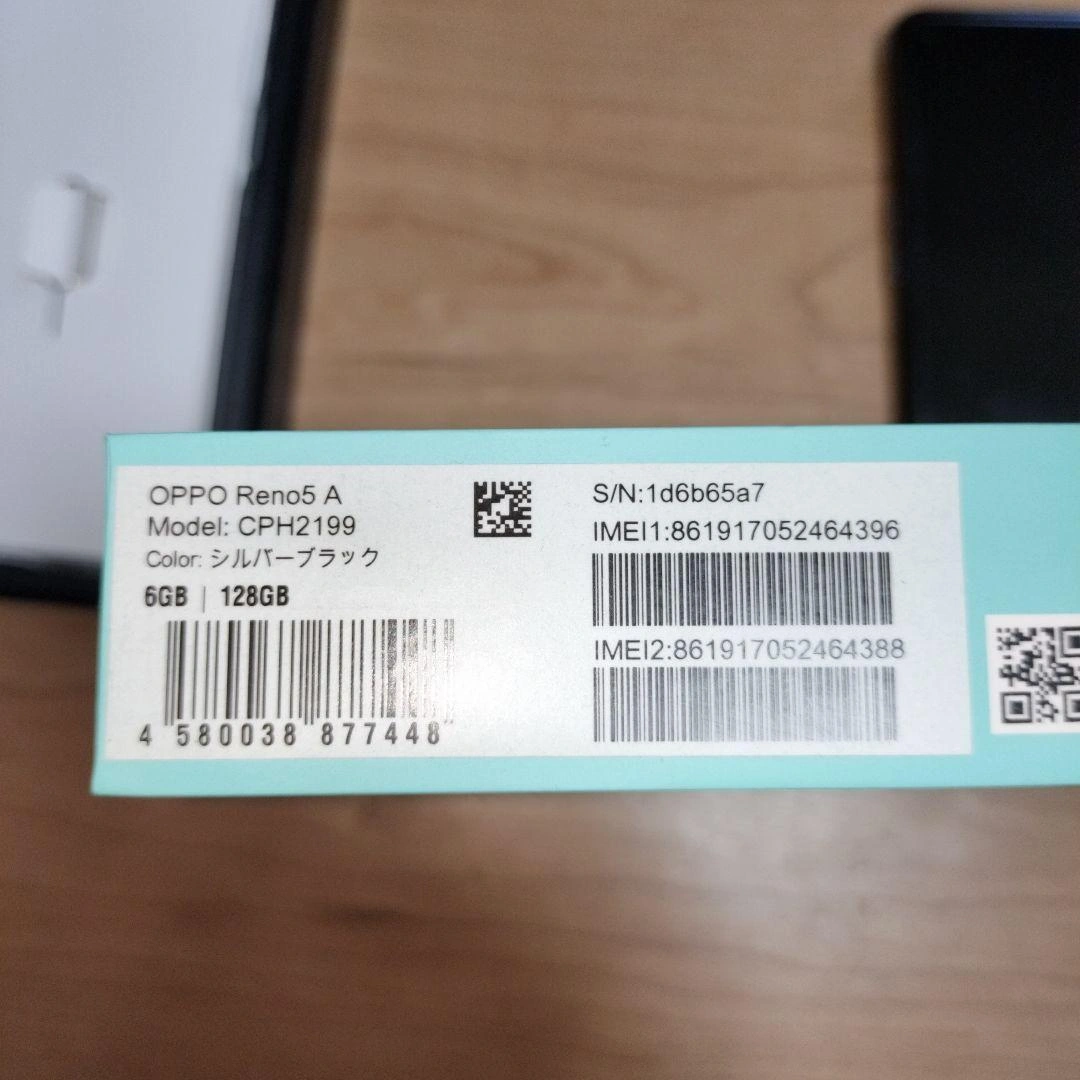 OPPO Reno5 A
Model: CPH2199
Color: シルバーブラック
6GB | 128GB
4 580038 877448
S/N:1d6b65a7
IMEI1:861917052464396
IMEI2:861917052464388